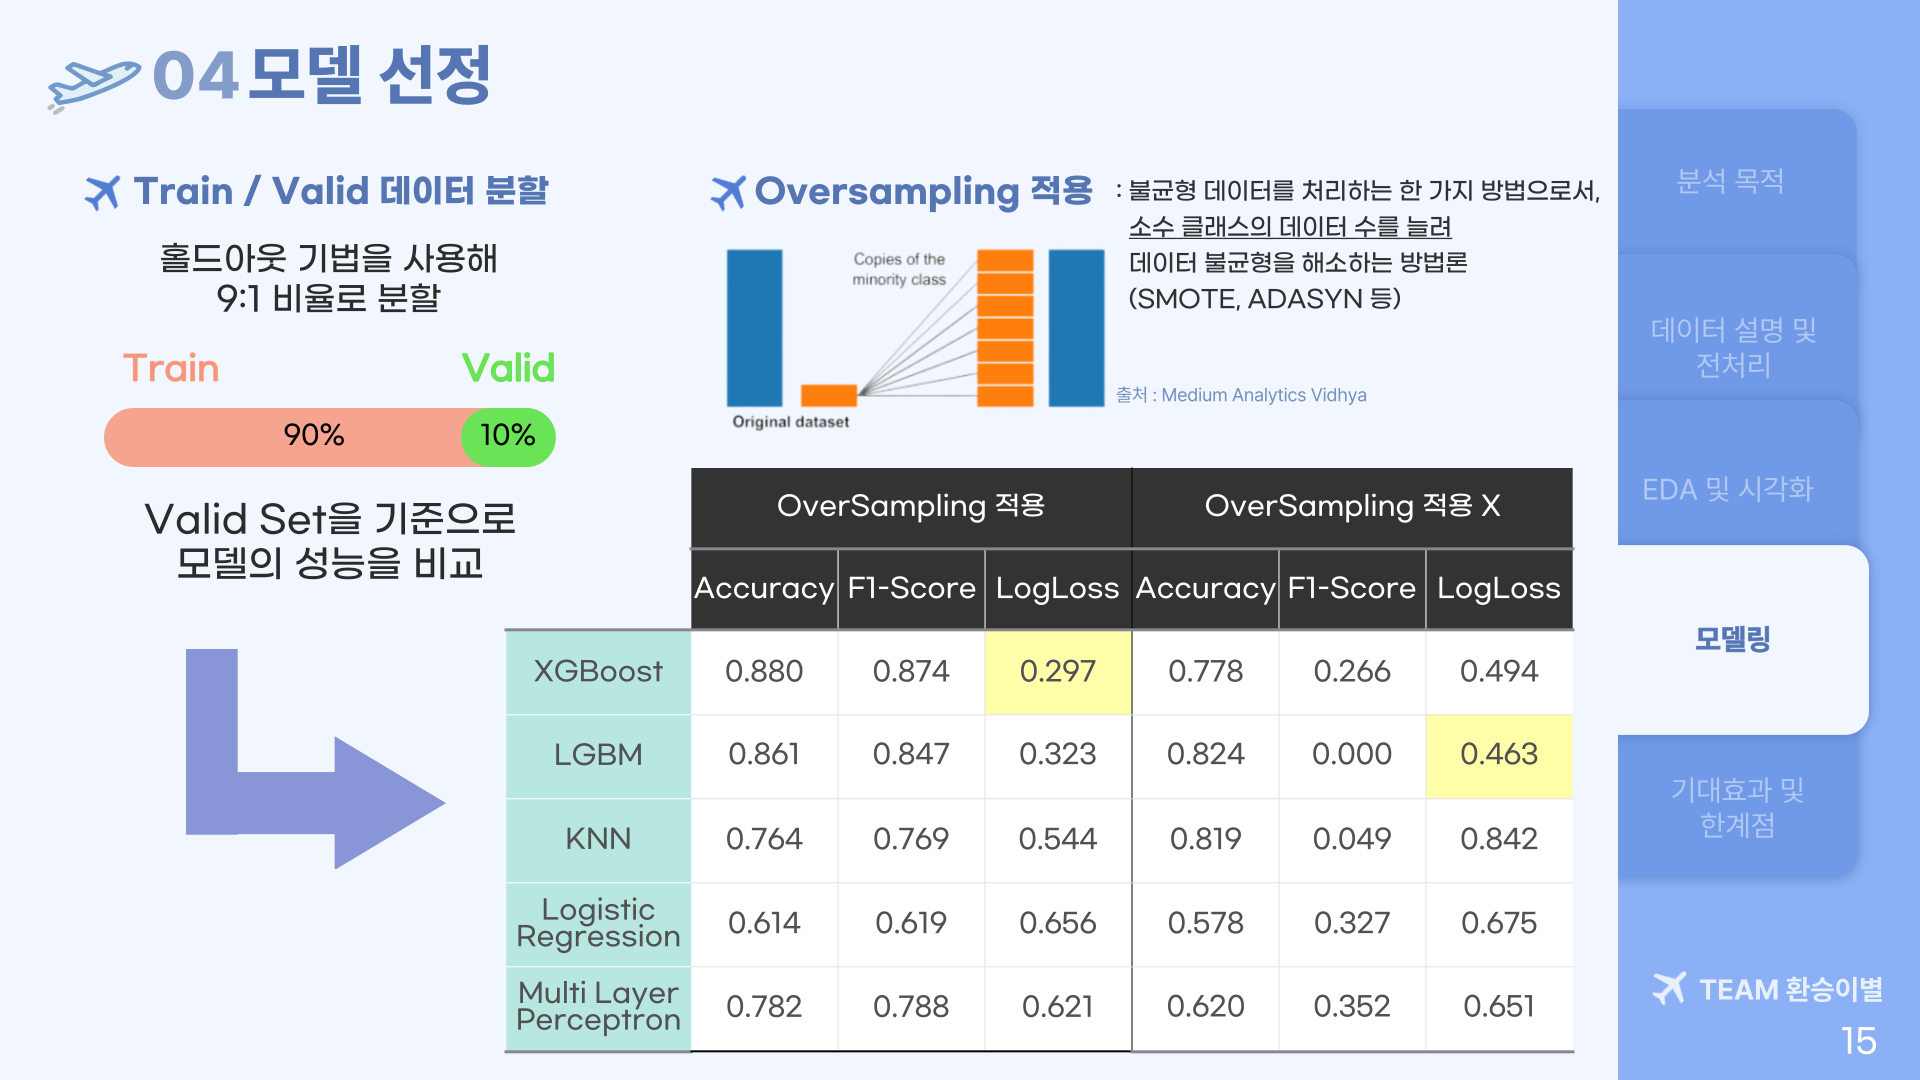 04 모델 선정
Train / Valid 데이터 분할
홀드아웃 기법을 사용해
9:1 비율로 분할
Train
Valid
90%
10%
Valid Set을 기준으로
모델의 성능을 비교
Oversampling 적용
: 불균형 데이터를 처리하는 한 가지 방법으로서,
소수 클래스의 데이터 수를 늘려
데이터 불균형을 해소하는 방법론
(SMOTE, ADASYN 등)
Copies of the
minority class
Original dataset
출처 : Medium Analytics Vidhya
OverSampling 적용 OverSampling 적용 X
Accuracy F1-Score LogLoss Accuracy F1-Score LogLoss
XGBoost 0.880 0.874 0.297 0.778 0.266 0.494
LGBM 0.861 0.847 0.323 0.824 0.000 0.463
KNN 0.764 0.769 0.544 0.819 0.049 0.842
Logistic
Regression 0.614 0.619 0.656 0.578 0.327 0.675
Multi Layer
Perceptron 0.782 0.788 0.621 0.620 0.352 0.651
분석 목적
데이터 설명 및
전처리
EDA 및 시각화
모델링
기대효과 및
한계점
TEAM 환승이별
15